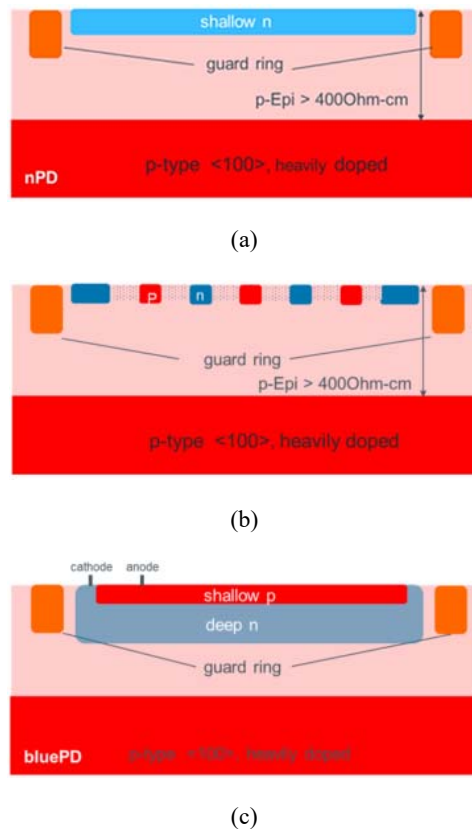 shallow n
guard ring
p-Epi > 400Ohm-cm
p-type <100>, heavily doped
nPD
(a)
p n
guard ring
p-Epi > 400Ohm-cm
p-type <100>, heavily doped
(b)
cathode anode
shallow p
deep n
guard ring
p-type <100>, heavily doped
bluePD
(c)